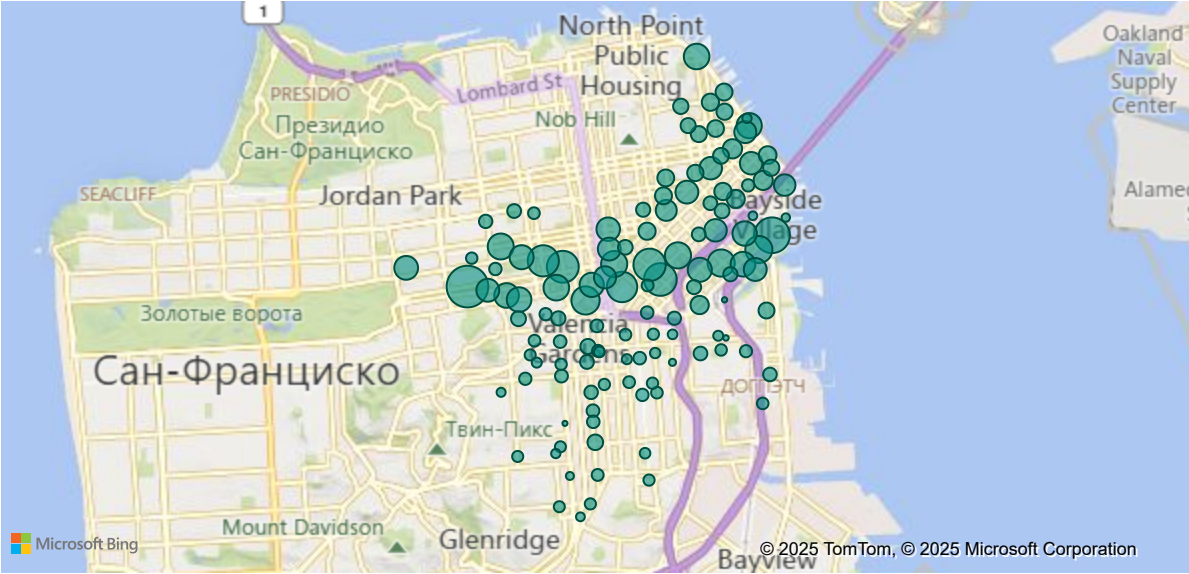 1
North Point
Public
Housing
Oakland
Naval
Supply
Center
Lombard St
PRESIDIO
Президио
Сан-Франциско
Nob Hill
SEACLIFF
Jordan Park
Bayside
Village
Золотые ворота
Valencia
Gardens
Сан-Франциско
ДОГПЭТЧ
Твин-Пикс
Mount Davidson
Glenridge
Bayview
Microsoft Bing
© 2025 TomTom, © 2025 Microsoft Corporation